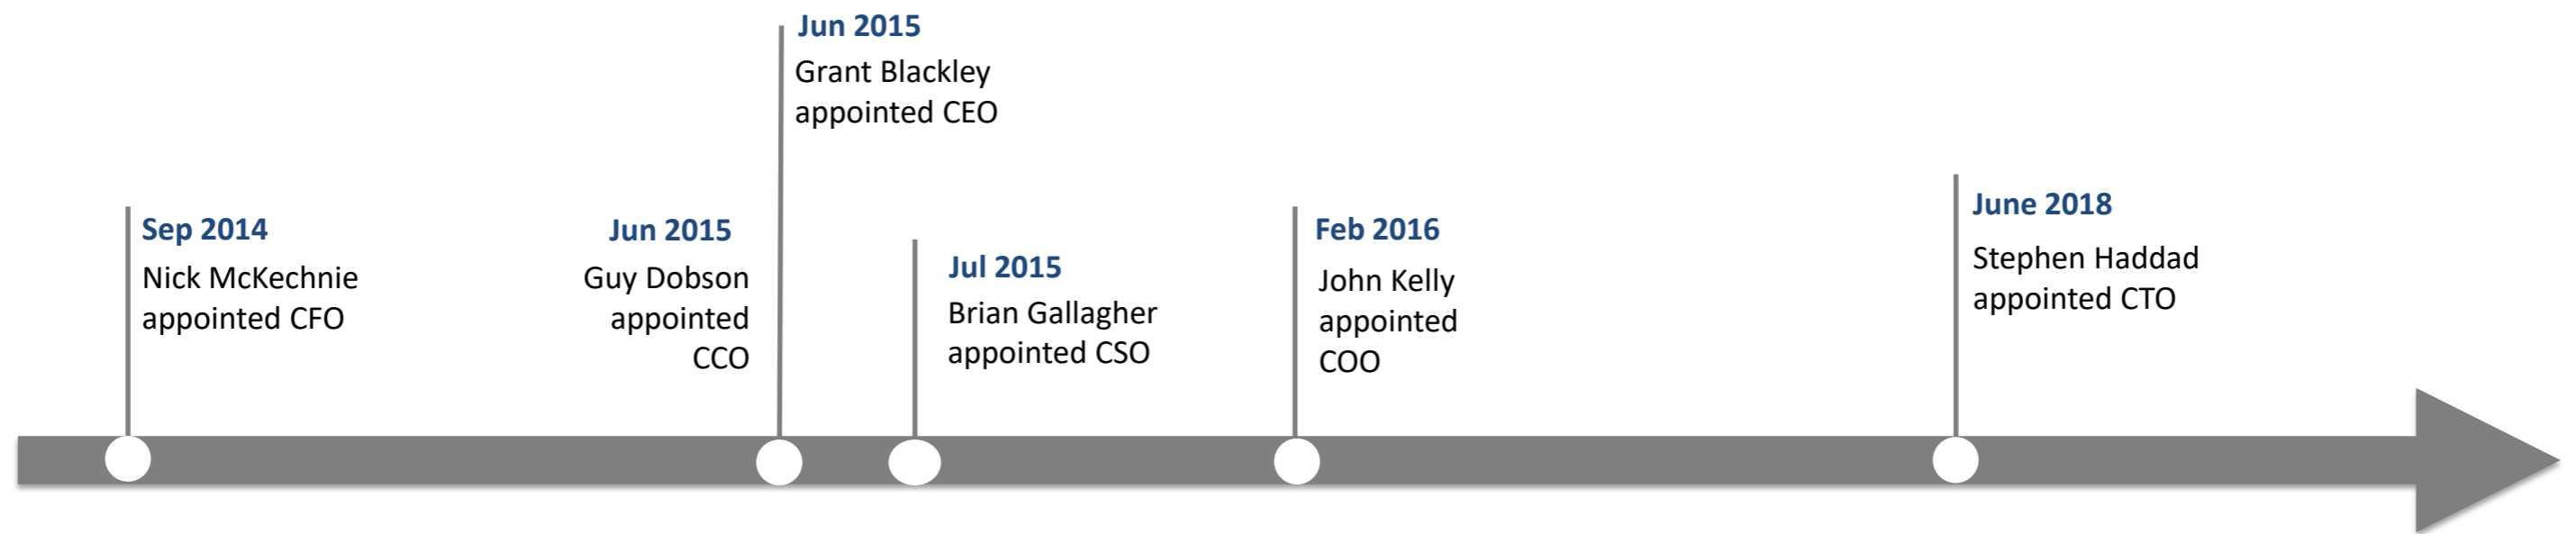 Sep 2014
Nick McKechnie
appointed CFO
Jun 2015
Guy Dobson
appointed
CCO
Jun 2015
Grant Blackley
appointed CEO
Jul 2015
Brian Gallagher
appointed CSO
Feb 2016
John Kelly
appointed
COO
June 2018
Stephen Haddad
appointed CTO